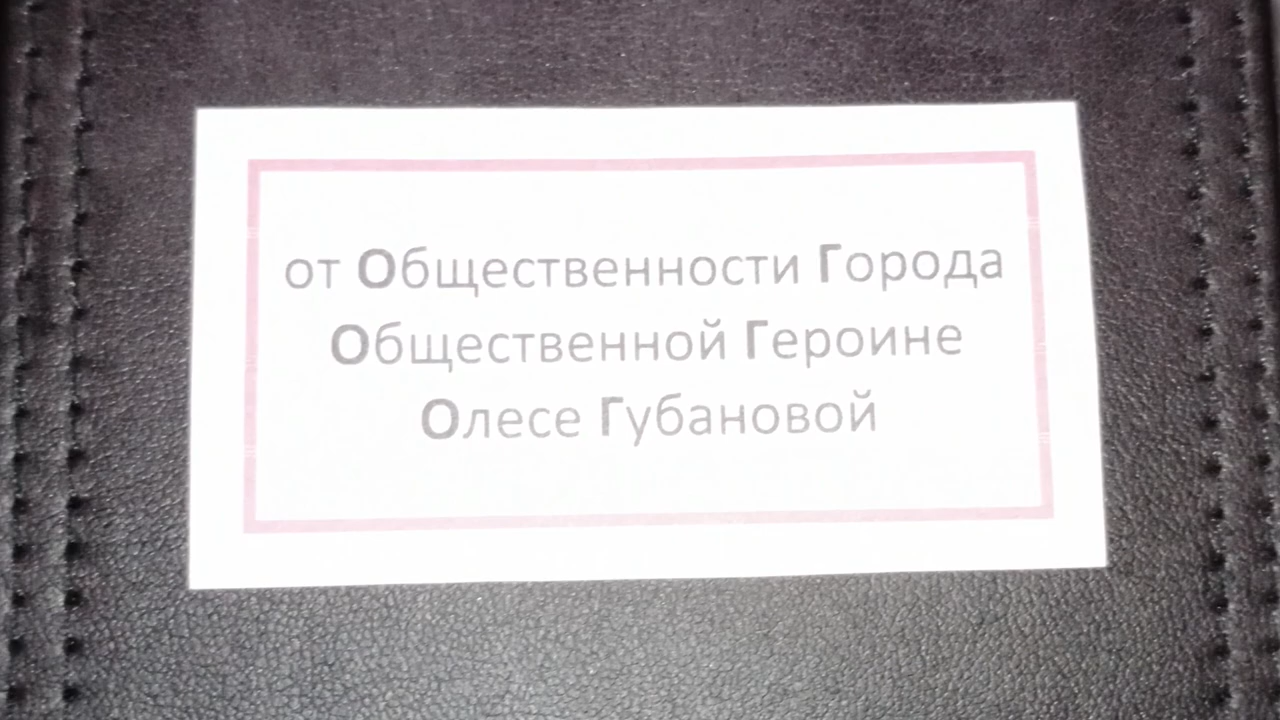 от Общественности Города
Общественной Героине
Олесе Губановой